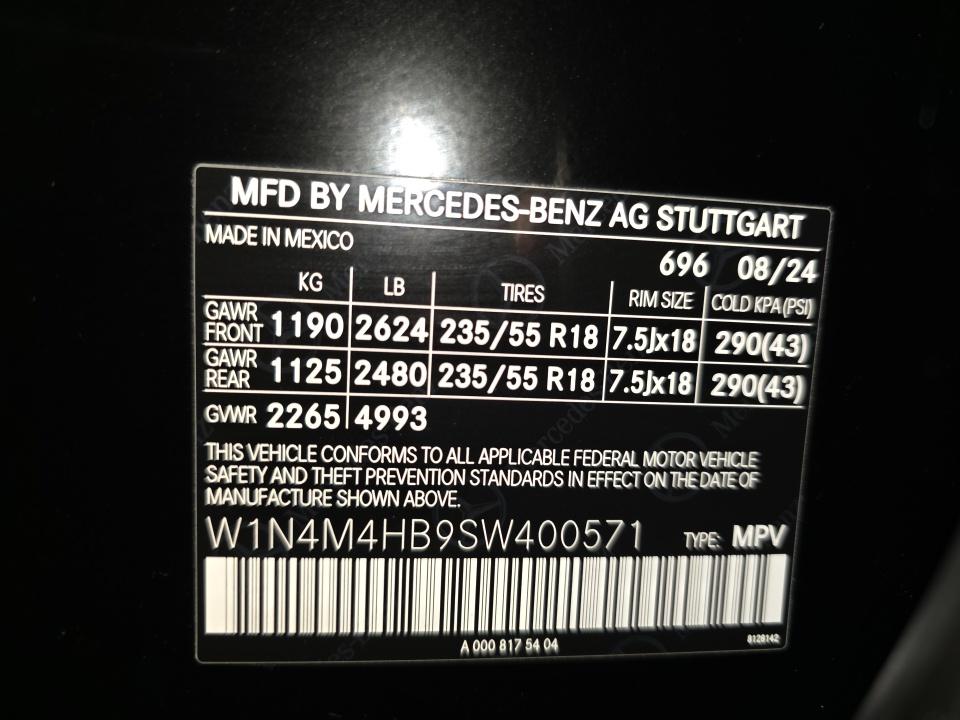 MFD BY MERCEDES-BENZ AG STUTTGART
MADE IN MEXICO
696 08/24
KG LB TIRES RIM SIZE COLD KPA(PSI)
GAWR FRONT 1190 2624 235/55 R18 7.5Jx18 290(43)
GAWR REAR 1125 2480 235/55 R18 7.5Jx18 290(43)
GVWR 2265 4993
THIS VEHICLE CONFORMS TO ALL APPLICABLE FEDERAL MOTOR VEHICLE
SAFETY AND THEFT PREVENTION STANDARDS IN EFFECT ON THE DATE OF
MANUFACTURE SHOWN ABOVE.
W1N4M4HB9SW400571 TYPE: MPV
A 000 817 54 04
8128142